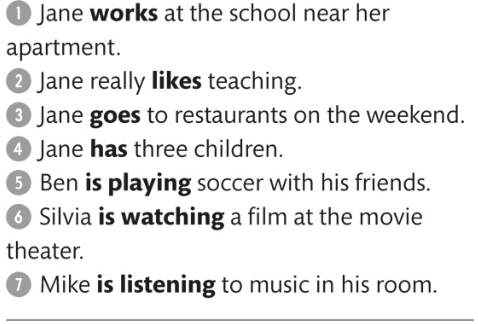 1 Jane works at the school near her
apartment.
2 Jane really likes teaching.
3 Jane goes to restaurants on the weekend.
4 Jane has three children.
5 Ben is playing soccer with his friends.
6 Silvia is watching a film at the movie
theater.
7 Mike is listening to music in his room.